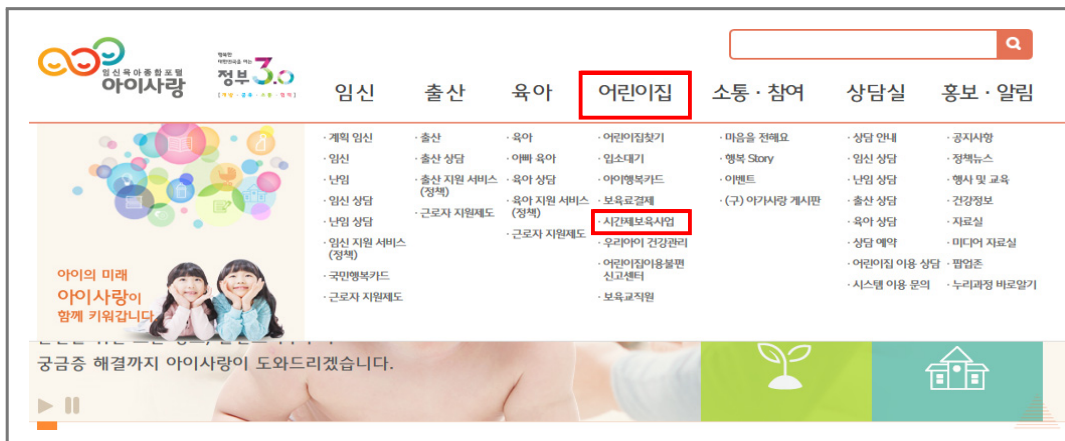 임신육아종합포털
아이사랑
행복한
대한민국을 여는
정부3.0
임신
출산
육아
어린이집
소통 · 참여
상담실
홍보 · 알림
· 계획 임신
· 임신
· 난임
· 임신 상담
· 난임 상담
· 임신 지원 서비스
(정책)
· 국민행복카드
· 근로자 지원제도
· 출산
· 출산 상담
· 출산 지원 서비스
(정책)
· 근로자 지원제도
· 육아
· 아빠 육아
· 육아 상담
· 육아 지원 서비스
(정책)
· 근로자 지원제도
· 어린이집찾기
· 입소대기
· 아이행복카드
· 보육료결제
· 시간제보육사업
· 우리아이 건강관리
· 어린이집이용불편
신고센터
· 보육교직원
· 마음을 전해요
· 행복 Story
· 이벤트
· (구) 아가사랑 게시판
· 상담 안내
· 임신 상담
· 난임 상담
· 출산 상담
· 육아 상담
· 상담 예약
· 어린이집 이용 상담
· 시스템 이용 문의
· 공지사항
· 정책뉴스
· 행사 및 교육
· 건강정보
· 자료실
· 미디어 자료실
· 팝업존
· 누리과정 바로알기
아이의 미래
아이사랑이
함께 키워갑니다
궁금증 해결까지 아이사랑이 도와드리겠습니다.